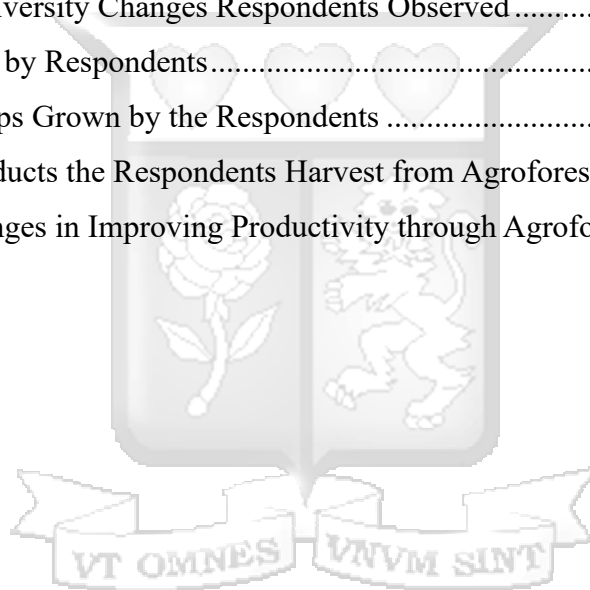 iversity Changes Respondents Observed..........
by Respondents..........................................
ps Grown by the Respondents ......................
ducts the Respondents Harvest from Agrofores
nges in Improving Productivity through Agrofo
VT OMNES VNVM SINT